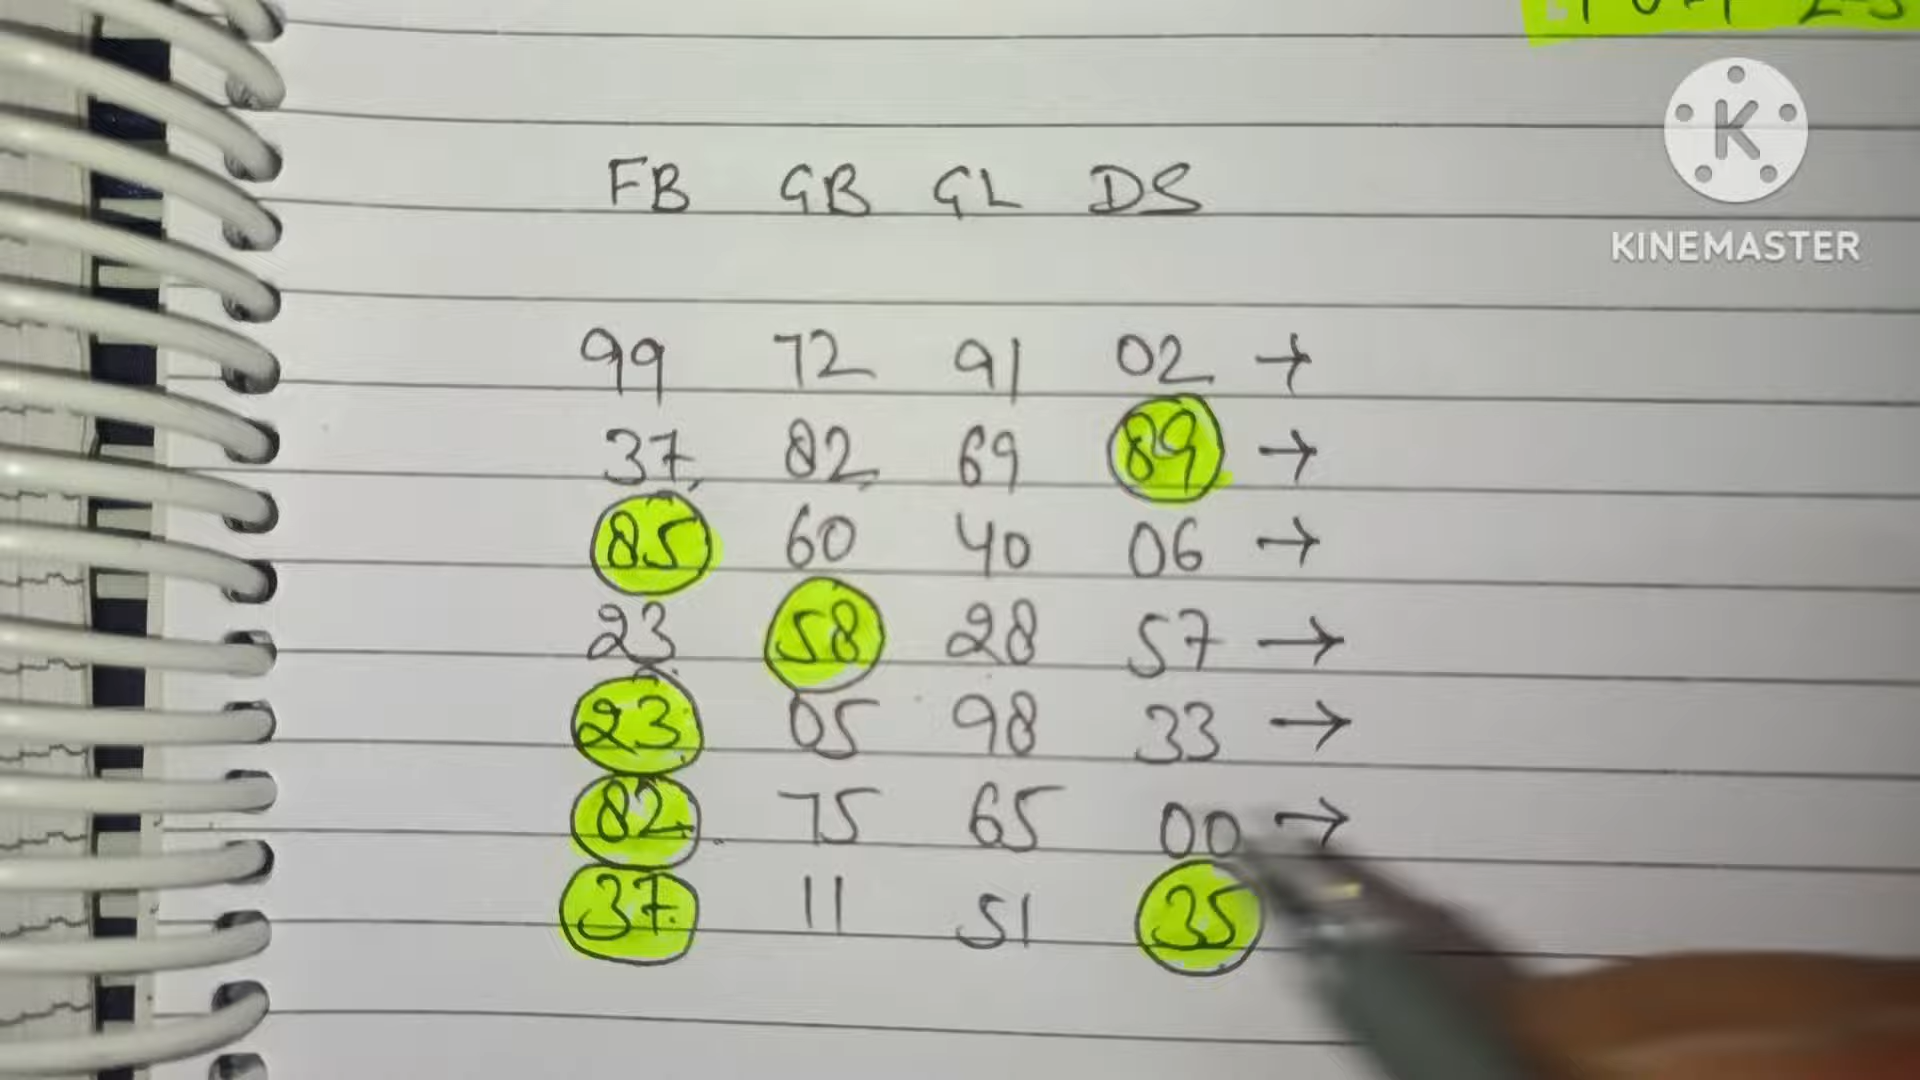 K
KINEMASTER
FB GB GL DS
99 72 91 02 →
37 82 69 89 →
85 60 40 06 →
23 58 28 57 →
23 05 98 33 →
82 75 65 00 →
37 11 51 35